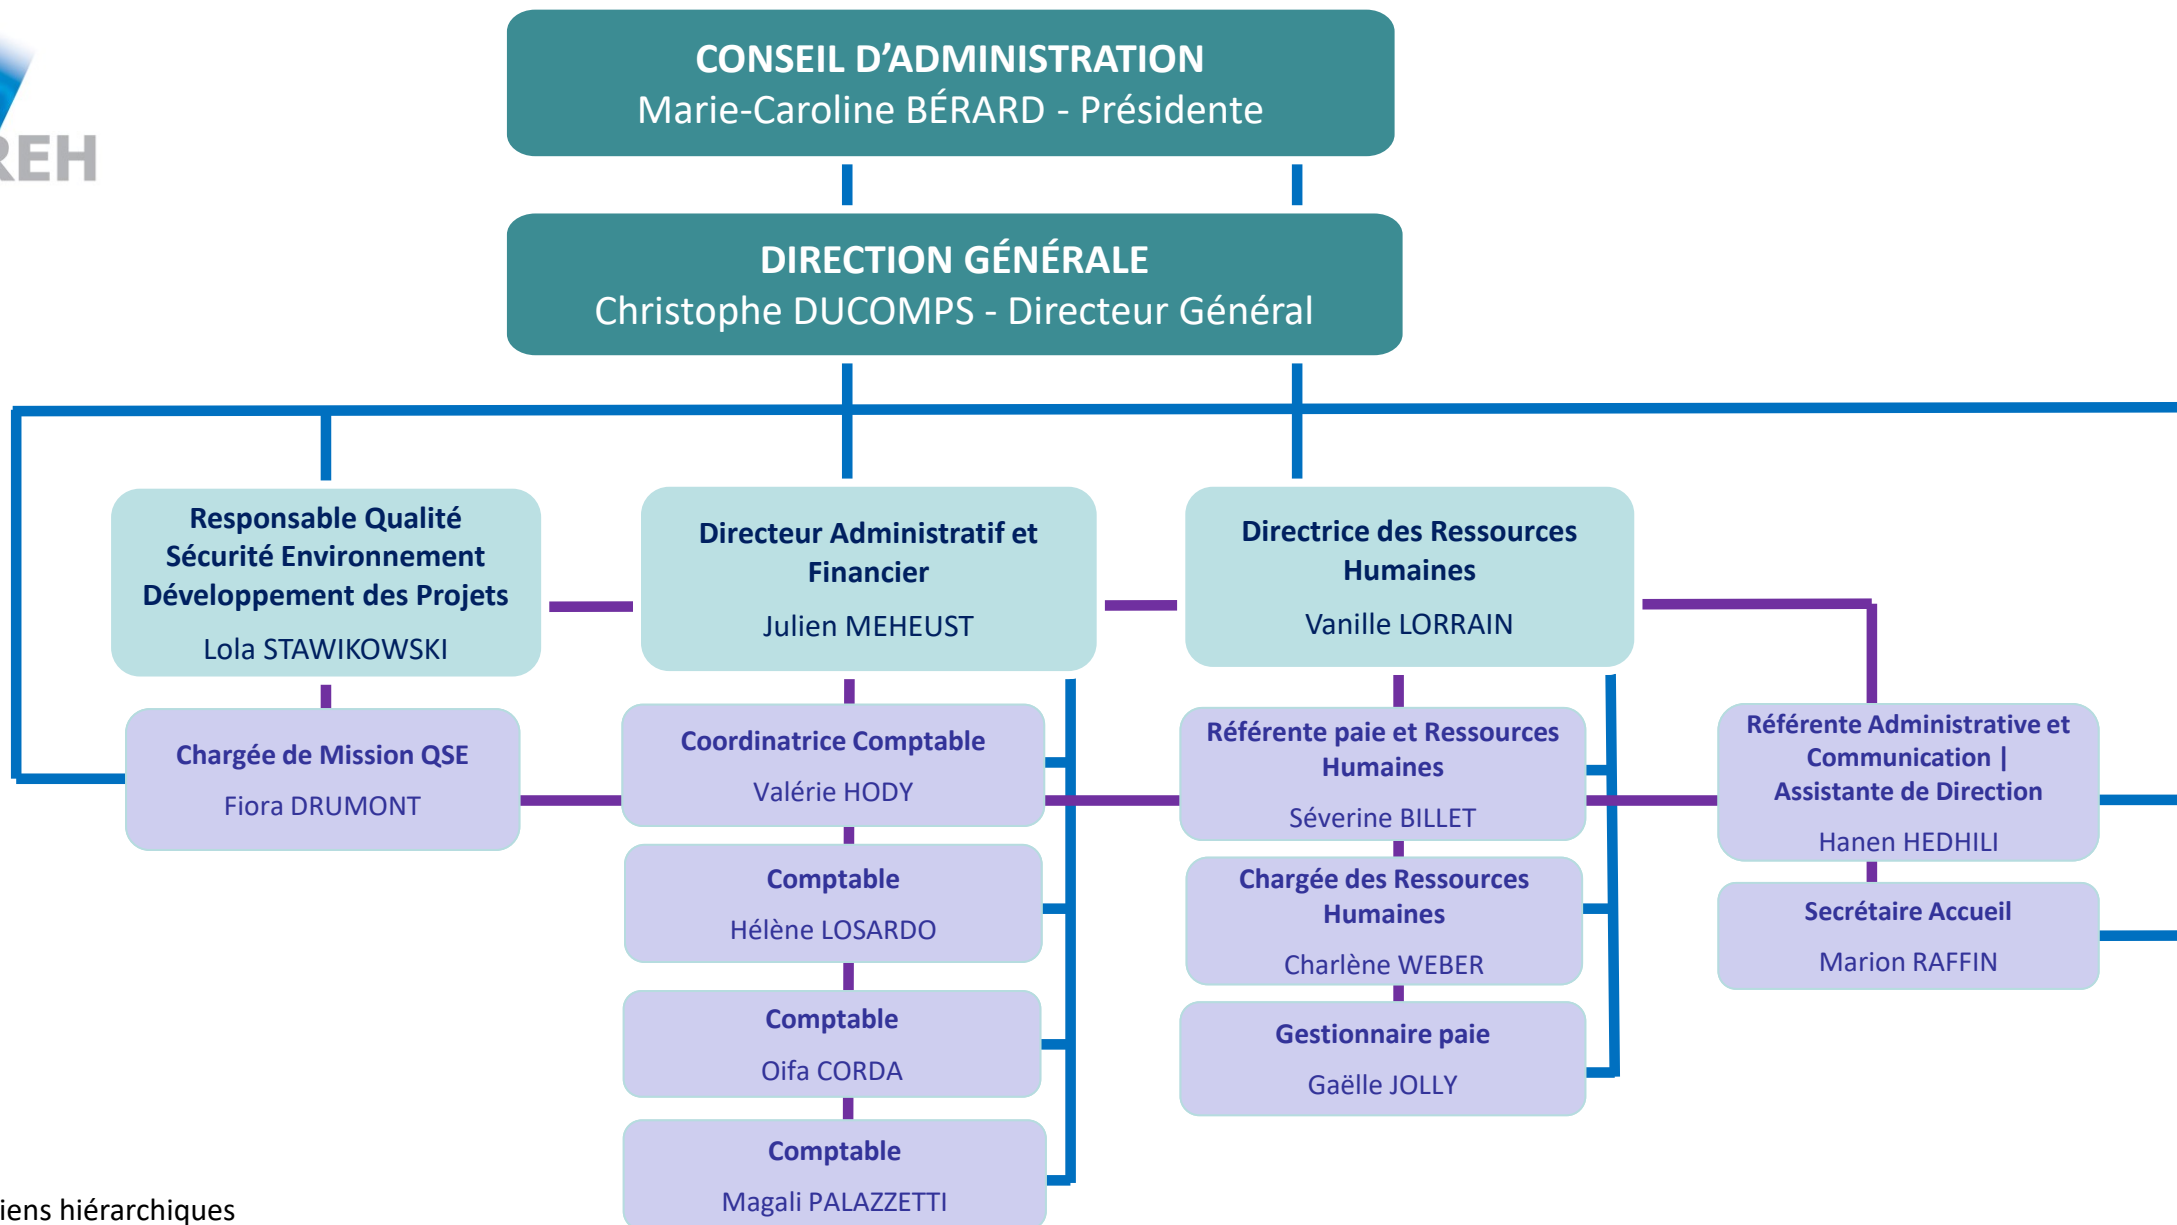 REH
CONSEIL D’ADMINISTRATION
Marie-Caroline BÉRARD - Présidente
DIRECTION GÉNÉRALE
Christophe DUCOMPS - Directeur Général
Responsable Qualité
Sécurité Environnement
Développement des Projets
Lola STAWIKOWSKI
Directeur Administratif et
Financier
Julien MEHEUST
Directrice des Ressources
Humaines
Vanille LORRAIN
Chargée de Mission QSE
Fiora DRUMONT
Coordinatrice Comptable
Valérie HODY
Référente paie et Ressources
Humaines
Séverine BILLET
Référente Administrative et
Communication |
Assistante de Direction
Hanen HEDHILI
Comptable
Hélène LOSARDO
Chargée des Ressources
Humaines
Charlène WEBER
Secrétaire Accueil
Marion RAFFIN
Comptable
Oifa CORDA
Gestionnaire paie
Gaëlle JOLLY
Comptable
Magali PALAZZETTI
iens hiérarchiques